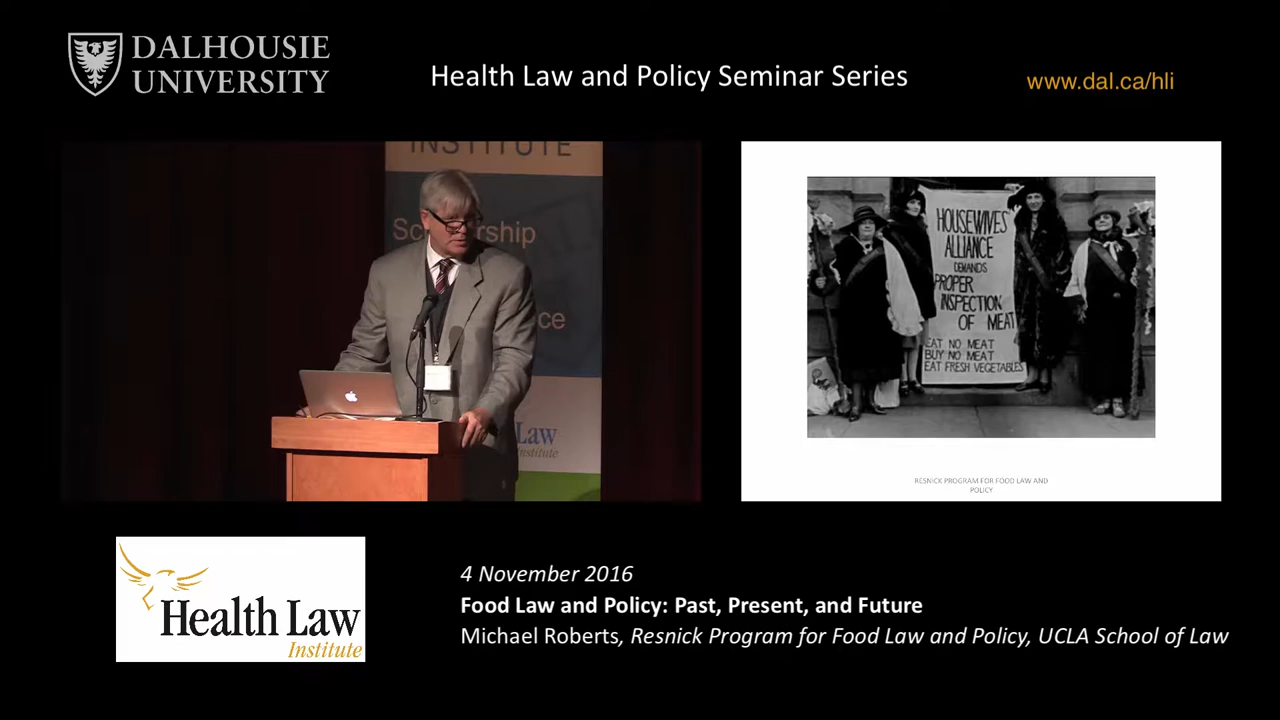 DALHOUSIE
UNIVERSITY
Health Law and Policy Seminar Series
www.dal.ca/hli
INSTITUTE
Law
Institute
HOUSEWIVES'
ALLIANCE
DEMANDS
PROPER
INSPECTION
OF MEAT
EAT NO MEAT
BUY NO MEAT
EAT FRESH VEGETABLES
RESNICK PROGRAM FOR FOOD LAW AND
POLICY
Health Law
Institute
4 November 2016
Food Law and Policy: Past, Present, and Future
Michael Roberts, Resnick Program for Food Law and Policy, UCLA School of Law